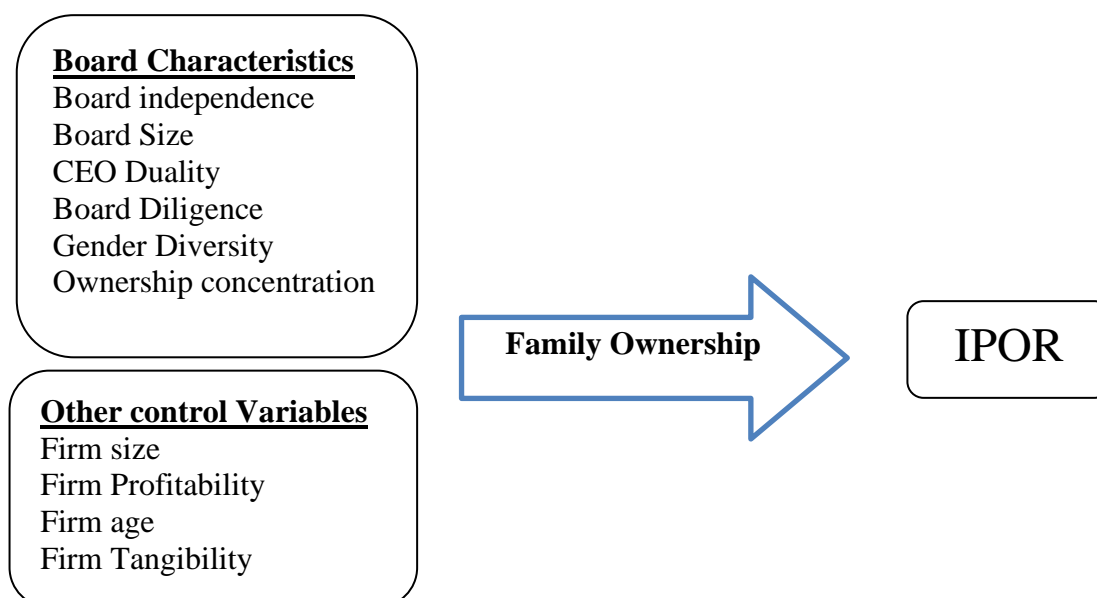 Board Characteristics
Board independence
Board Size
CEO Duality
Board Diligence
Gender Diversity
Ownership concentration
Family Ownership
IPOR
Other control Variables
Firm size
Firm Profitability
Firm age
Firm Tangibility